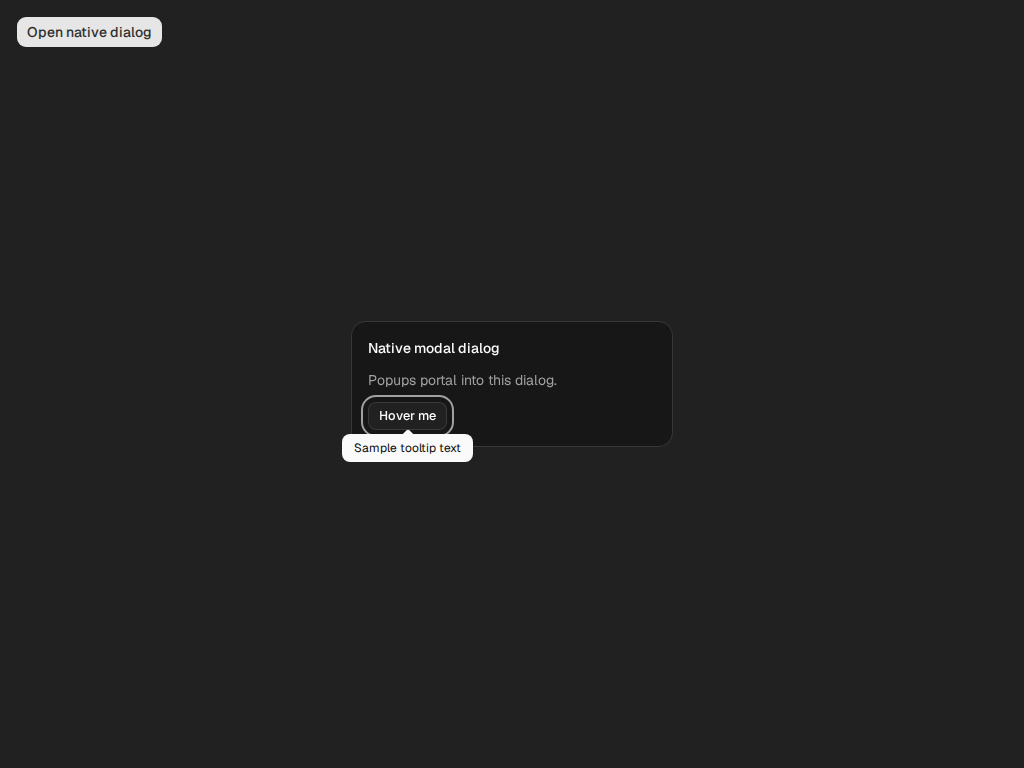 Open native dialog
Native modal dialog
Popups portal into this dialog.
Hover me
Sample tooltip text